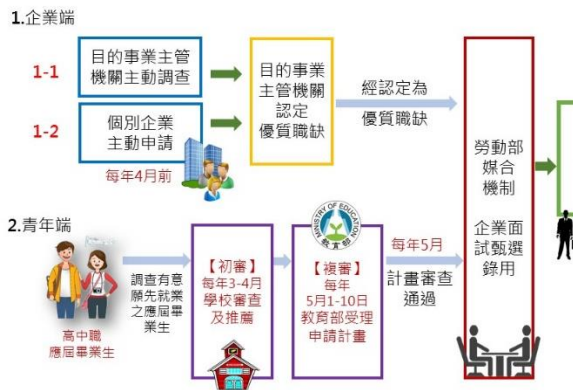 1.企業端
1-1
目的事業主管
機關主動調查
1-2
個別企業
主動申請
每年4月前
目的事業
主管機關
認定
優質職缺
經認定為
優質職缺
勞動部
媒合
機制
企業面
試甄選
錄用
2.青年端
高中職
應屆畢業生
調查有意
願先就業
之應屆畢
業生
【初審】
每年3-4月
學校審查
及推薦
MINISTRY OF EDUCATION
教育部
【複審】
每年
5月1-10日
教育部受理
申請計畫
每年5月
計畫審查
通過